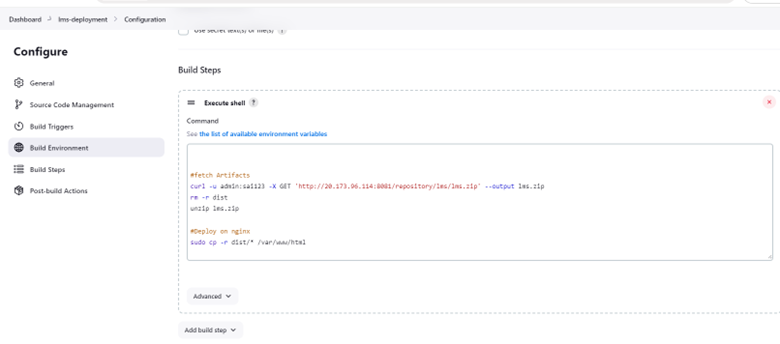 Dashboard > lms-deployment > Configuration
Configure
General
Source Code Management
Build Triggers
Build Environment
Build Steps
Post-build Actions
Use secret text(s) or file(s) ?
Build Steps
Execute shell ?
Command
See the list of available environment variables
#fetch Artifacts
curl -u admin:sai123 -X GET 'http://20.173.96.114:8081/repository/lms/lms.zip' --output lms.zip
rm -r dist
unzip lms.zip
#Deploy on nginx
sudo cp -r dist/* /var/www/html
Advanced
Add build step